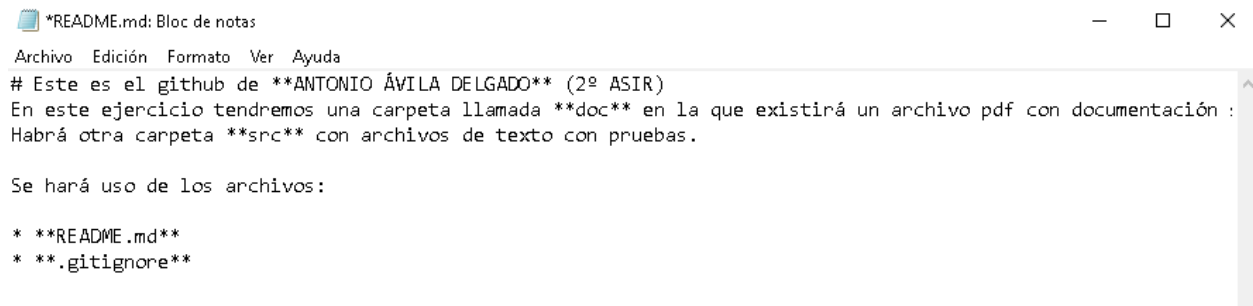 *README.md: Bloc de notas
Archivo Edición Formato Ver Ayuda
# Este es el github de **ANTONIO ÁVILA DELGADO** (2º ASIR)
En este ejercicio tendremos una carpeta llamada **doc** en la que existirá un archivo pdf con documentación
Habrá otra carpeta **src** con archivos de texto con pruebas.
Se hará uso de los archivos:
* **README.md**
* **.gitignore**